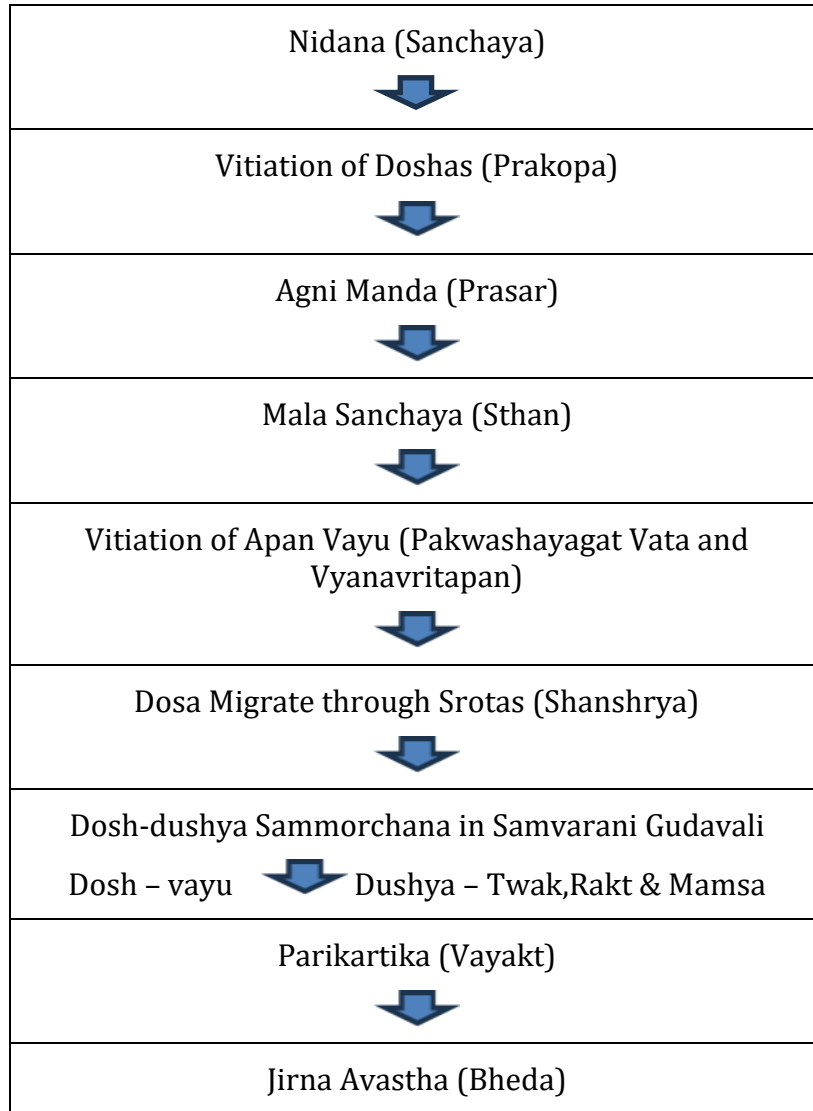 Nidana (Sanchaya)
Vitiation of Doshas (Prakopa)
Agni Manda (Prasar)
Mala Sanchaya (Sthan)
Vitiation of Apan Vayu (Pakwashayagat Vata and
Vyanavritapan)
Dosa Migrate through Srotas (Shanshrya)
Dosh-dushya Sammorchana in Samvarani Gudavali
Dosh – vayu Dushya – Twak,Rakt & Mamsa
Parikartika (Vayakt)
Jirna Avastha (Bheda)